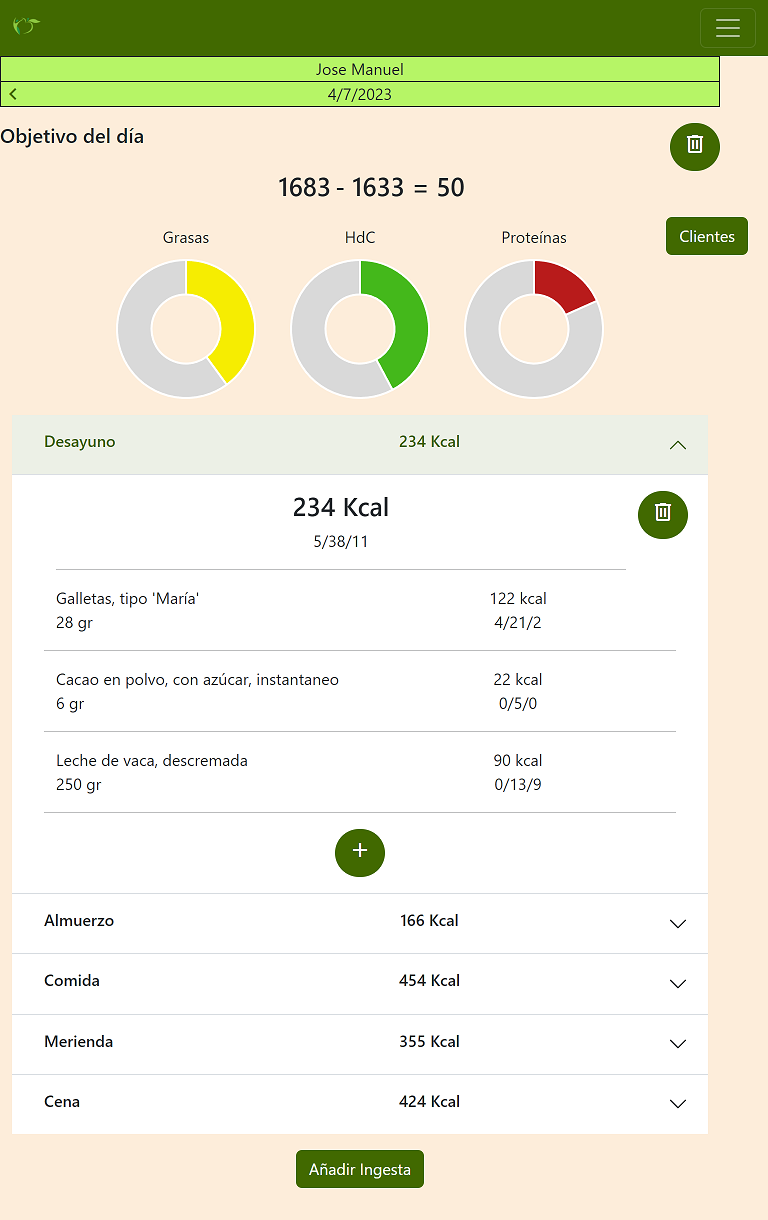 Jose Manuel
4/7/2023
Objetivo del día
1683 - 1633 = 50
Clientes
Grasas HdC Proteínas
Desayuno 234 Kcal
234 Kcal
5/38/11
Galletas, tipo 'María' 122 kcal
28 gr 4/21/2
Cacao en polvo, con azúcar, instantaneo 22 kcal
6 gr 0/5/0
Leche de vaca, descremada 90 kcal
250 gr 0/13/9
+
Almuerzo 166 Kcal
Comida 454 Kcal
Merienda 355 Kcal
Cena 424 Kcal
Añadir Ingesta